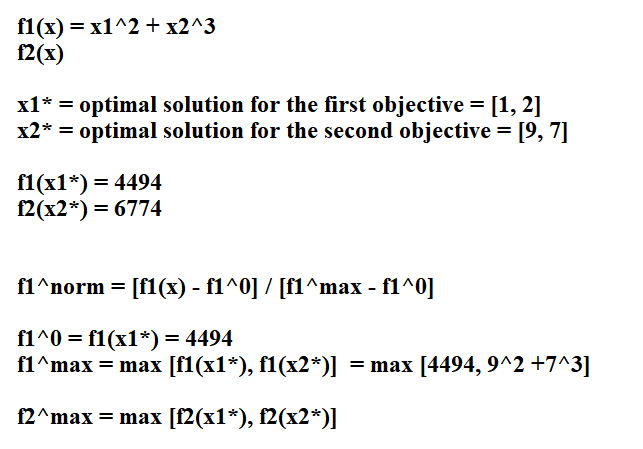 f1(x) = x1^2 + x2^3
f2(x)
x1* = optimal solution for the first objective = [1, 2]
x2* = optimal solution for the second objective = [9, 7]
f1(x1*) = 4494
f2(x2*) = 6774
f1^norm = [f1(x) - f1^0] / [f1^max - f1^0]
f1^0 = f1(x1*) = 4494
f1^max = max [f1(x1*), f1(x2*)]  = max [4494, 9^2 +7^3]
f2^max = max [f2(x1*), f2(x2*)]